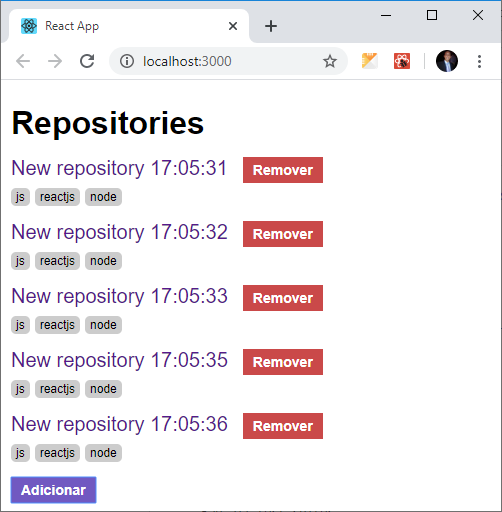 React App
localhost:3000
Repositories
New repository 17:05:31 Remover
js reactjs node
New repository 17:05:32 Remover
js reactjs node
New repository 17:05:33 Remover
js reactjs node
New repository 17:05:35 Remover
js reactjs node
New repository 17:05:36 Remover
js reactjs node
Adicionar